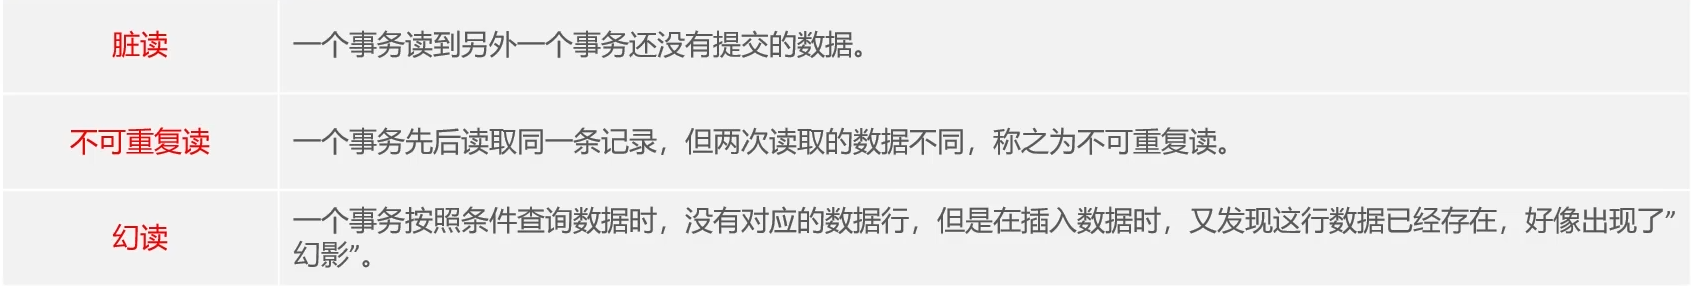 脏读
一个事务读到另外一个事务还没有提交的数据。
不可重复读
一个事务先后读取同一条记录，但两次读取的数据不同，称之为不可重复读。
幻读
一个事务按照条件查询数据时，没有对应的数据行，但是在插入数据时，又发现这行数据已经存在，好像出现了”
幻影”。